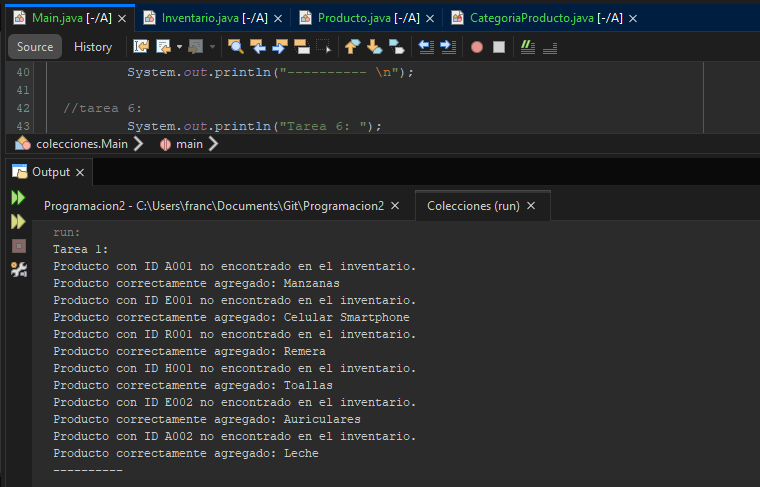 Main.java [-/A]
Inventario.java [-/A]
Producto.java [-/A]
CategoriaProducto.java [-/A]
Source
History
40 System.out.println("---------- \n");
41
42 //tarea 6:
43 System.out.println("Tarea 6: ");
colecciones.Main
main
Output
Programacion2 - C:\Users\franc\Documents\Git\Programacion2
Colecciones (run)
run:
Tarea 1:
Producto con ID A001 no encontrado en el inventario.
Producto correctamente agregado: Manzanas
Producto con ID E001 no encontrado en el inventario.
Producto correctamente agregado: Celular Smartphone
Producto con ID R001 no encontrado en el inventario.
Producto correctamente agregado: Remera
Producto con ID H001 no encontrado en el inventario.
Producto correctamente agregado: Toallas
Producto con ID E002 no encontrado en el inventario.
Producto correctamente agregado: Auriculares
Producto con ID A002 no encontrado en el inventario.
Producto correctamente agregado: Leche
----------